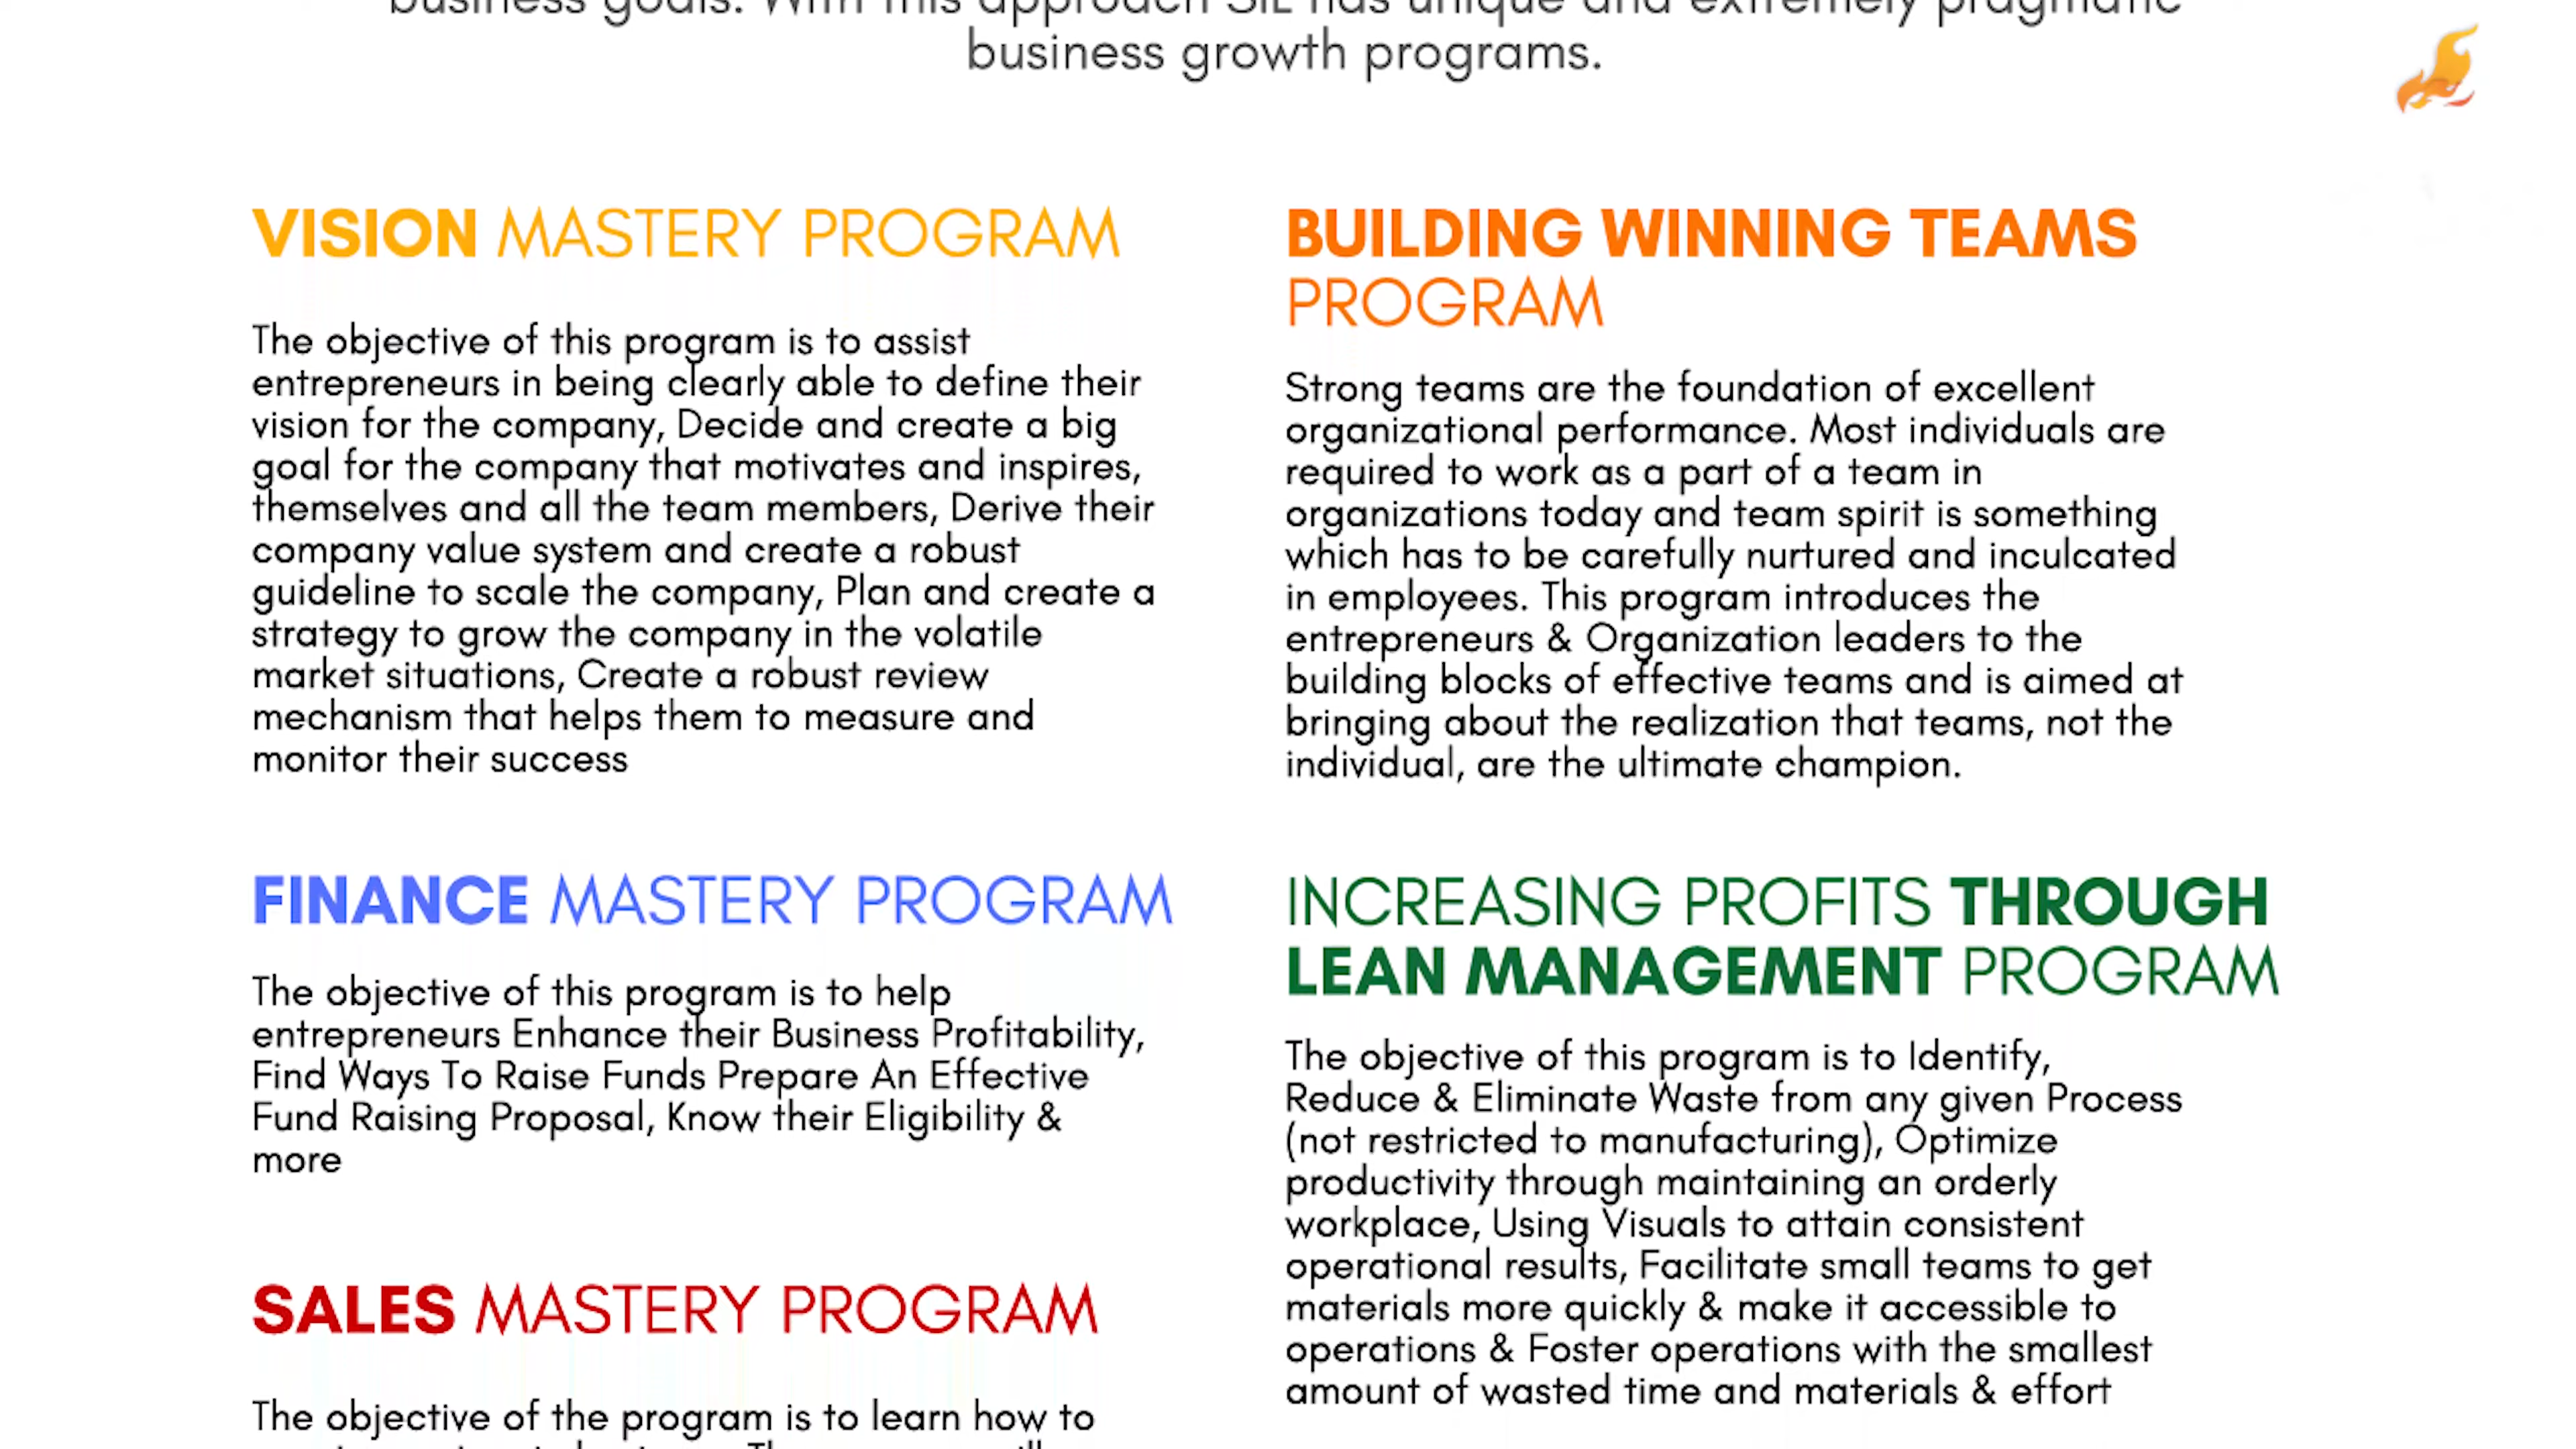 business goals. With this approach SIL has unique and extremely pragmatic
business growth programs.
VISION MASTERY PROGRAM
The objective of this program is to assist
entrepreneurs in being clearly able to define their
vision for the company, Decide and create a big
goal for the company that motivates and inspires,
themselves and all the team members, Derive their
company value system and create a robust
guideline to scale the company, Plan and create a
strategy to grow the company in the volatile
market situations, Create a robust review
mechanism that helps them to measure and
monitor their success
FINANCE MASTERY PROGRAM
The objective of this program is to help
entrepreneurs Enhance their Business Profitability,
Find Ways To Raise Funds Prepare An Effective
Fund Raising Proposal, Know their Eligibility &
more
SALES MASTERY PROGRAM
The objective of the program is to learn how to
BUILDING WINNING TEAMS
PROGRAM
Strong teams are the foundation of excellent
organizational performance. Most individuals are
required to work as a part of a team in
organizations today and team spirit is something
which has to be carefully nurtured and inculcated
in employees. This program introduces the
entrepreneurs & Organization leaders to the
building blocks of effective teams and is aimed at
bringing about the realization that teams, not the
individual, are the ultimate champion.
INCREASING PROFITS THROUGH
LEAN MANAGEMENT PROGRAM
The objective of this program is to Identify,
Reduce & Eliminate Waste from any given Process
(not restricted to manufacturing), Optimize
productivity through maintaining an orderly
workplace, Using Visuals to attain consistent
operational results, Facilitate small teams to get
materials more quickly & make it accessible to
operations & Foster operations with the smallest
amount of wasted time and materials & effort